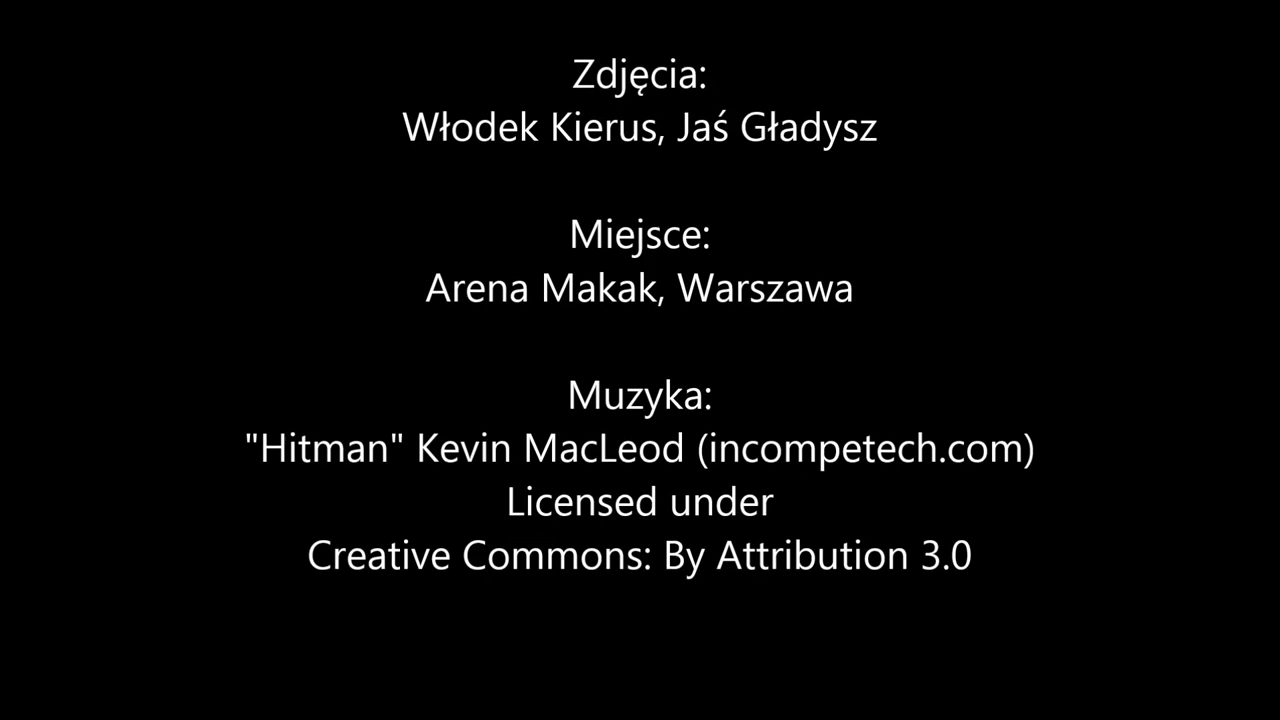 Zdjęcia:
Włodek Kierus, Jaś Gładysz
Miejsce:
Arena Makak, Warszawa
Muzyka:
"Hitman" Kevin MacLeod (incompetech.com)
Licensed under
Creative Commons: By Attribution 3.0